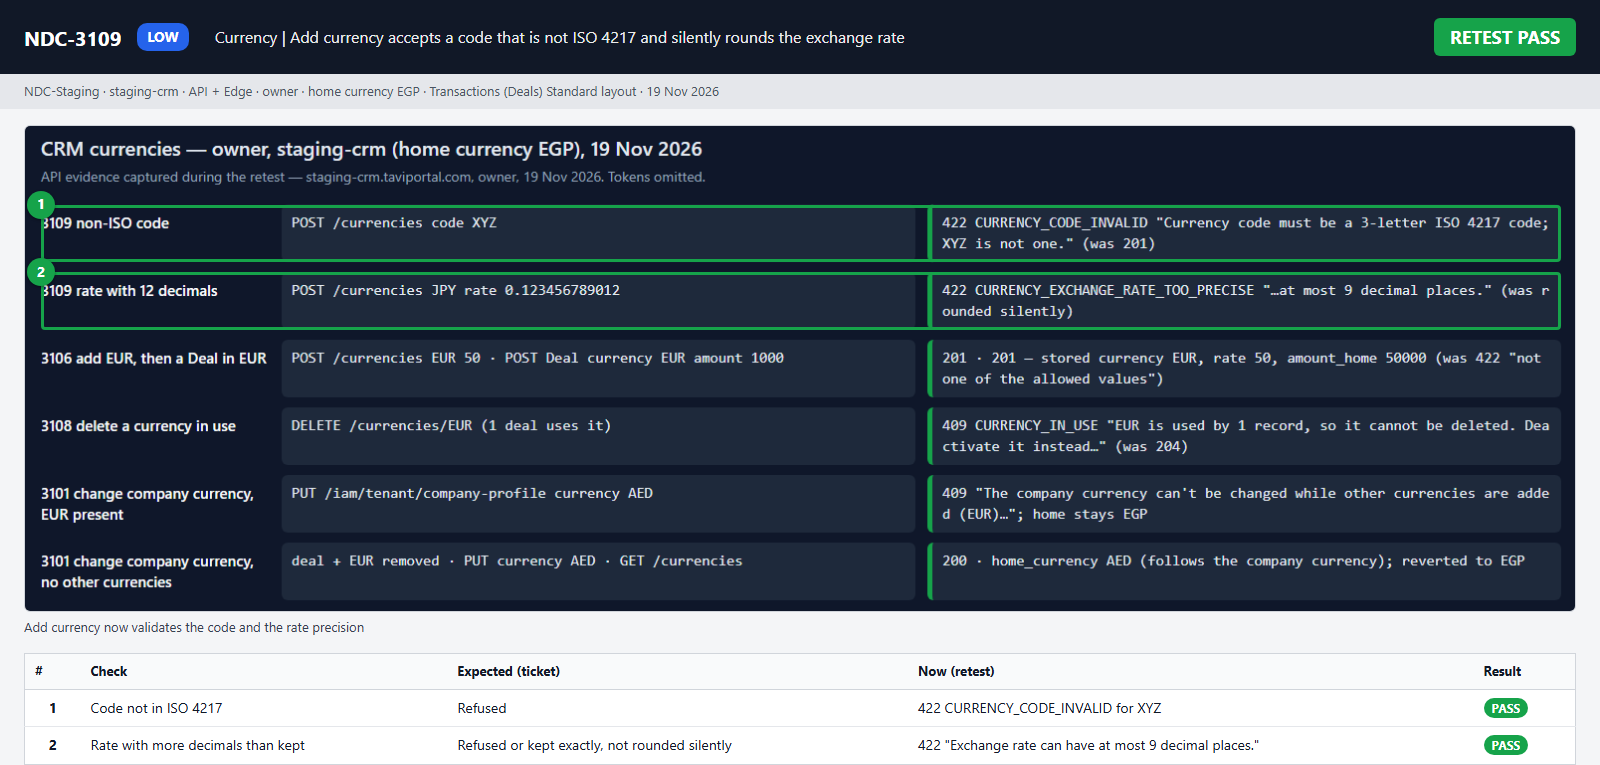 NDC-3109 LOW Currency | Add currency accepts a code that is not ISO 4217 and silently rounds the exchange rate RETEST PASS
NDC-Staging · staging-crm · API + Edge · owner · home currency EGP · Transactions (Deals) Standard layout · 19 Nov 2026
CRM currencies — owner, staging-crm (home currency EGP), 19 Nov 2026
API evidence captured during the retest — staging-crm.taviportal.com, owner, 19 Nov 2026. Tokens omitted.
1
3109 non-ISO code POST /currencies code XYZ 422 CURRENCY_CODE_INVALID "Currency code must be a 3-letter ISO 4217 code;
XYZ is not one." (was 201)
2
3109 rate with 12 decimals POST /currencies JPY rate 0.123456789012 422 CURRENCY_EXCHANGE_RATE_TOO_PRECISE "…at most 9 decimal places." (was r
ounded silently)
3106 add EUR, then a Deal in EUR POST /currencies EUR 50 · POST Deal currency EUR amount 1000 201 · 201 — stored currency EUR, rate 50, amount_home 50000 (was 422 "not
one of the allowed values")
3108 delete a currency in use DELETE /currencies/EUR (1 deal uses it) 409 CURRENCY_IN_USE "EUR is used by 1 record, so it cannot be deleted. Dea
ctivate it instead…" (was 204)
3101 change company currency, PUT /iam/tenant/company-profile currency AED 409 "The company currency can't be changed while other currencies are adde
EUR present d (EUR)…"; home stays EGP
3101 change company currency, deal + EUR removed · PUT currency AED · GET /currencies 200 · home_currency AED (follows the company currency); reverted to EGP
no other currencies
Add currency now validates the code and the rate precision
# Check Expected (ticket) Now (retest) Result
1 Code not in ISO 4217 Refused 422 CURRENCY_CODE_INVALID for XYZ PASS
2 Rate with more decimals than kept Refused or kept exactly, not rounded silently 422 "Exchange rate can have at most 9 decimal places." PASS